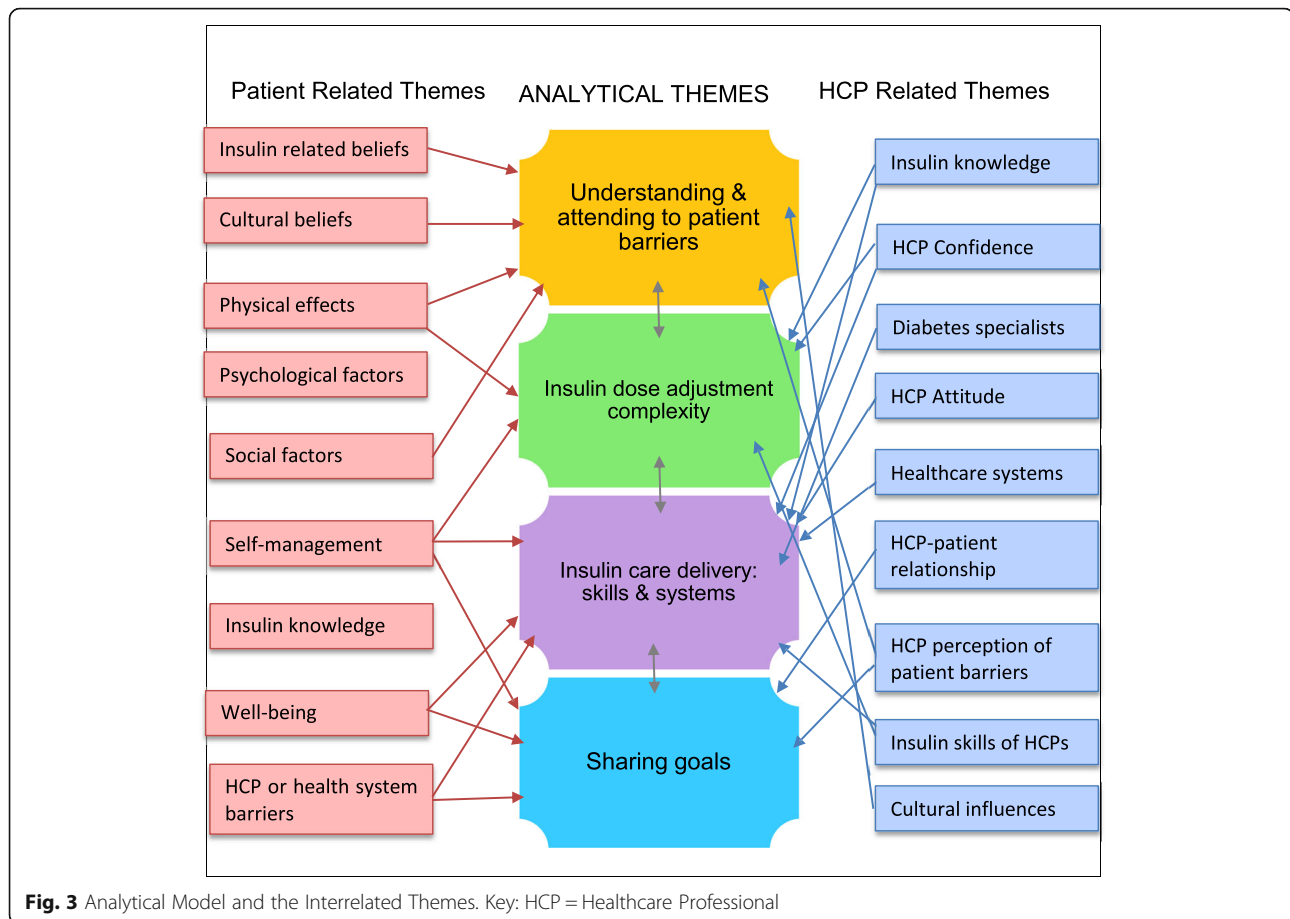 Patient Related Themes
ANALYTICAL THEMES
HCP Related Themes
Insulin related beliefs
Cultural beliefs
Physical effects
Psychological factors
Social factors
Self-management
Insulin knowledge
Well-being
HCP or health system
barriers
Understanding &
attending to patient
barriers
Insulin dose adjustment
complexity
Insulin care delivery:
skills & systems
Sharing goals
Insulin knowledge
HCP Confidence
Diabetes specialists
HCP Attitude
Healthcare systems
HCP-patient
relationship
HCP perception of
patient barriers
Insulin skills of HCPs
Cultural influences
Fig. 3 Analytical Model and the Interrelated Themes. Key: HCP = Healthcare Professional